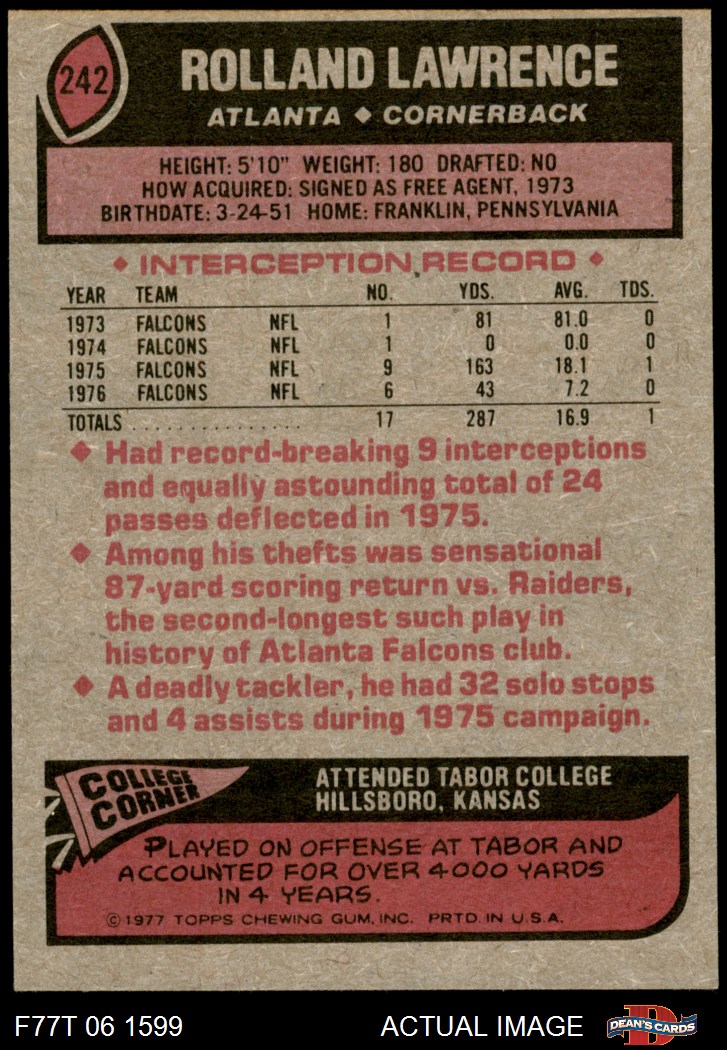 242
ROLLAND LAWRENCE
ATLANTA ◆ CORNERBACK
HEIGHT: 5'10" WEIGHT: 180 DRAFTED: NO
HOW ACQUIRED: SIGNED AS FREE AGENT, 1973
BIRTHDATE: 3-24-51 HOME: FRANKLIN, PENNSYLVANIA
◆ INTERCEPTION RECORD ◆
YEAR TEAM NO. YDS. AVG. TDS.
1973 FALCONS NFL 1 81 81.0 0
1974 FALCONS NFL 1 0 0.0 0
1975 FALCONS NFL 9 163 18.1 1
1976 FALCONS NFL 6 43 7.2 0
TOTALS . . . . . . . . . . . . . . . . 17 287 16.9 1
◆ Had record-breaking 9 interceptions
and equally astounding total of 24
passes deflected in 1975.
◆ Among his thefts was sensational
87-yard scoring return vs. Raiders,
the second-longest such play in
history of Atlanta Falcons club.
◆ A deadly tackler, he had 32 solo stops
and 4 assists during 1975 campaign.
COLLEGE
CORNER
ATTENDED TABOR COLLEGE
HILLSBORO, KANSAS
PLAYED ON OFFENSE AT TABOR AND
ACCOUNTED FOR OVER 4000 YARDS
IN 4 YEARS.
©1977 TOPPS CHEWING GUM, INC. PRTD. IN U.S.A.
F77T 06 1599
ACTUAL IMAGE
D
DEAN'S CARDS